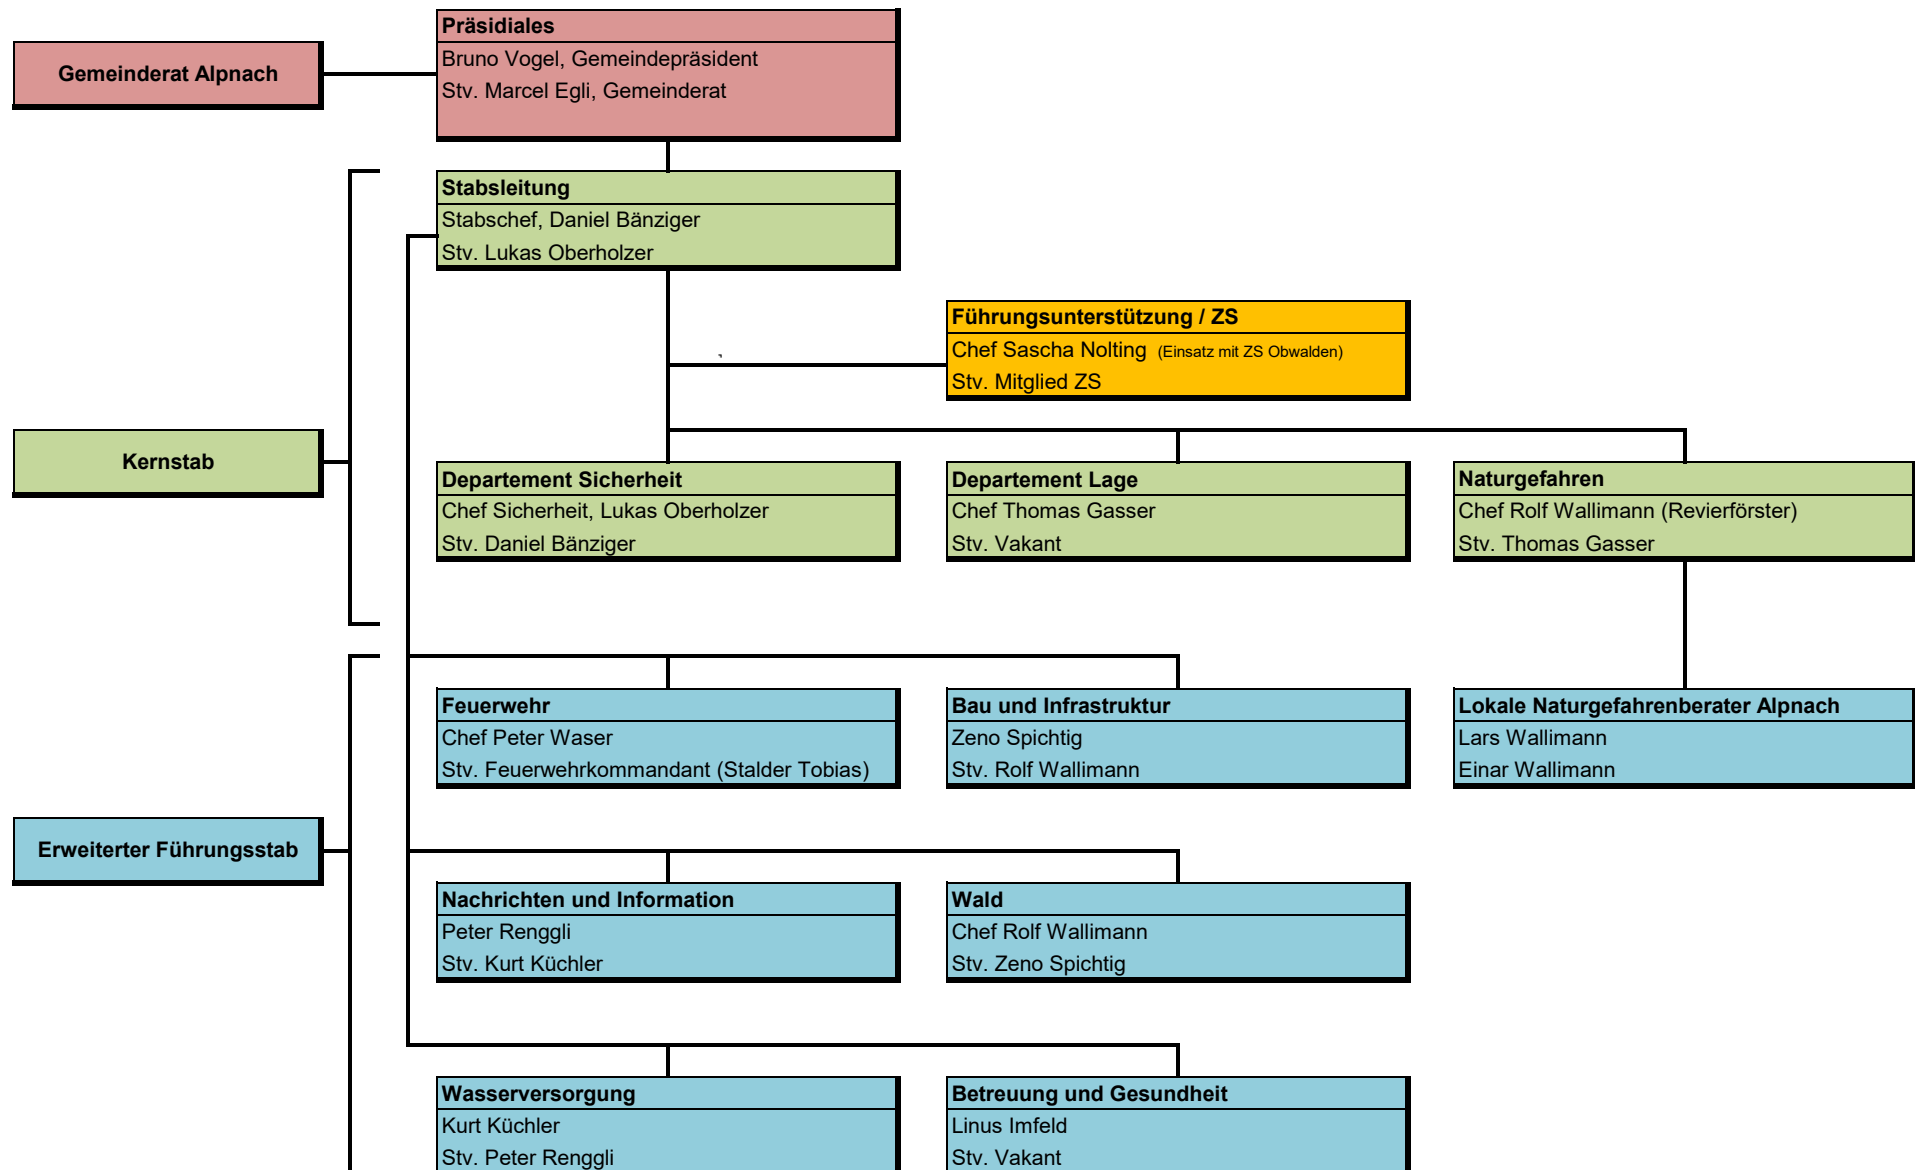 Präsidiales
Bruno Vogel, Gemeindepräsident
Stv. Marcel Egli, Gemeinderat
Gemeinderat Alpnach
Stabsleitung
Stabschef, Daniel Bänziger
Stv. Lukas Oberholzer
Führungsunterstützung / ZS
Chef Sascha Nolting (Einsatz mit ZS Obwalden)
Stv. Mitglied ZS
Kernstab
Departement Sicherheit
Chef Sicherheit, Lukas Oberholzer
Stv. Daniel Bänziger
Departement Lage
Chef Thomas Gasser
Stv. Vakant
Naturgefahren
Chef Rolf Wallimann (Revierförster)
Stv. Thomas Gasser
Feuerwehr
Chef Peter Waser
Stv. Feuerwehrkommandant (Stalder Tobias)
Bau und Infrastruktur
Zeno Spichtig
Stv. Rolf Wallimann
Lokale Naturgefahrenberater Alpnach
Lars Wallimann
Einar Wallimann
Erweiterter Führungsstab
Nachrichten und Information
Peter Renggli
Stv. Kurt Küchler
Wald
Chef Rolf Wallimann
Stv. Zeno Spichtig
Wasserversorgung
Kurt Küchler
Stv. Peter Renggli
Betreuung und Gesundheit
Linus Imfeld
Stv. Vakant